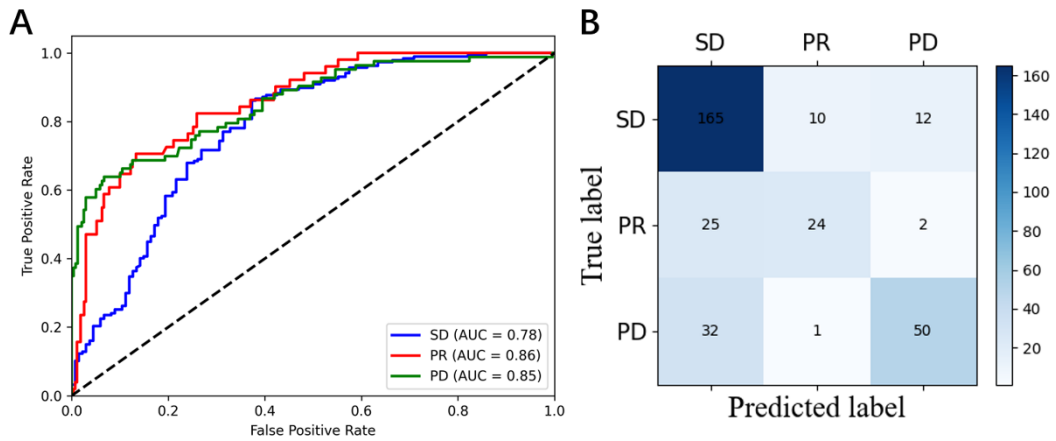 A
True Positive Rate
1.0
0.8
0.6
0.4
0.2
0.0
SD (AUC = 0.78)
PR (AUC = 0.86)
PD (AUC = 0.85)
0.0 0.2 0.4 0.6 0.8 1.0
False Positive Rate
B
SD PR PD
True label
SD 165 10 12
PR 25 24 2
PD 32 1 50
Predicted label
160
140
120
100
80
60
40
20